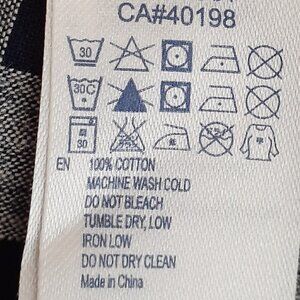 CA#40198
30
30C
30
EN 100% COTTON
MACHINE WASH COLD
DO NOT BLEACH
TUMBLE DRY, LOW
IRON LOW
DO NOT DRY CLEAN
Made in China